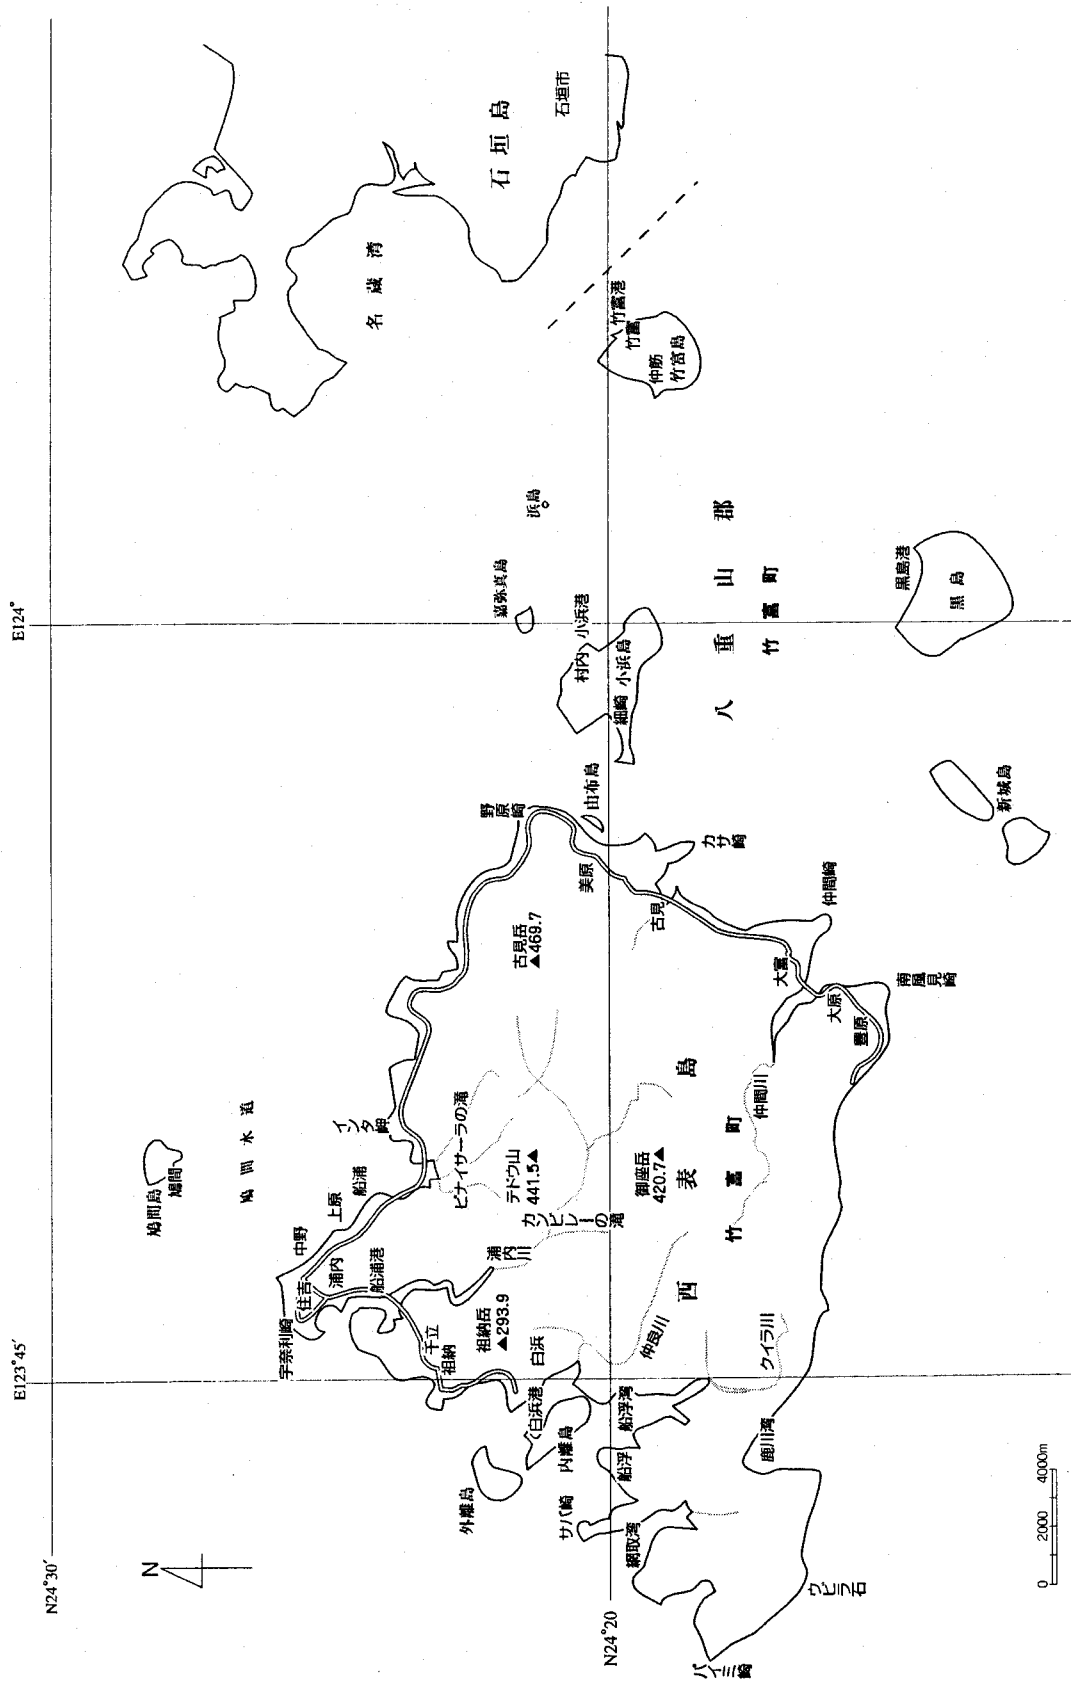 N24°30′
N24°20
E123°45′
E124°
N
0 2000 4000m
鳩間島
鳩間
鳩間水道
宇奈利崎
住吉
中野
上原
船浦
浦内
船浦港
インダ岬
ピナイサーラの滝
テドウ山
441.5▲
カンピレーの滝
浦内川
干立
祖納
祖納岳
▲293.9
白浜
白浜港
内離島
外離島
サバ崎
船浮
船浮湾
網取湾
パイミ崎
ウビラ石
鹿川湾
クイラ川
仲良川
御座岳
420.7▲
西表島
竹富町
仲間川
古見岳
▲469.7
野原崎
由布島
美原
古見
カサ崎
仲間崎
大富
大原
豊原
南風見崎
新城島
黒島港
黒島
八重山郡
竹富町
嘉弥真島
浜島
小浜港
村内
細崎
小浜島
竹富港
竹富
仲筋
竹富島
名蔵湾
石垣島
石垣市